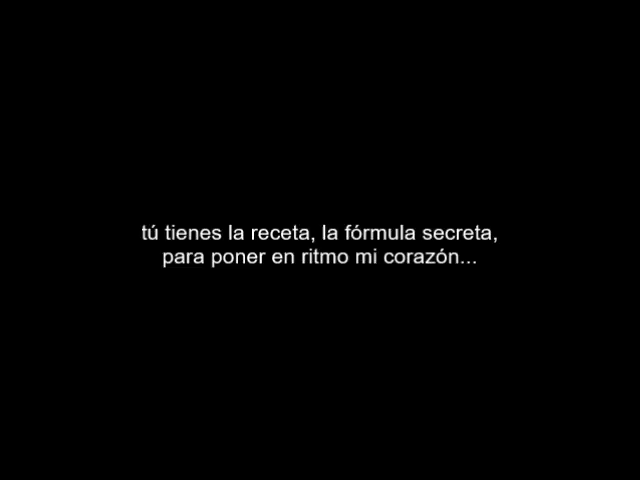 tú tienes la receta, la fórmula secreta,
para poner en ritmo mi corazón...